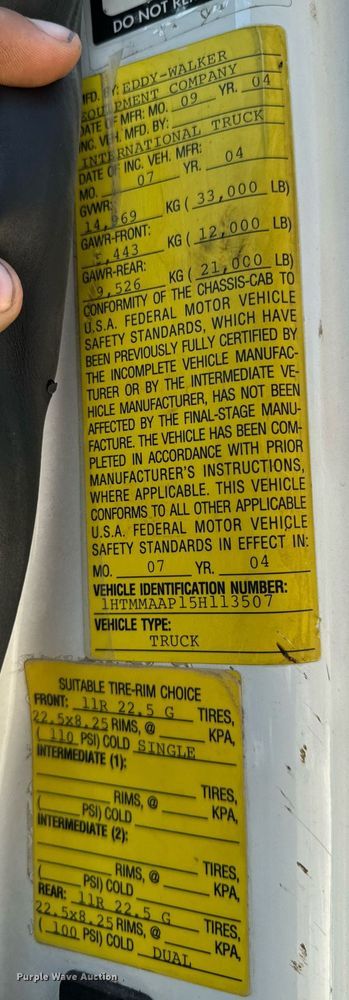 DO NOT RE
MFD. BY: EDDY-WALKER
EQUIPMENT COMPANY
DATE OF MFR: MO. 09 YR. 04
INC. VEH. MFD. BY:
INTERNATIONAL TRUCK
DATE OF INC. VEH. MFR:
MO. 07 YR. 04
GVWR:
14,969 KG ( 33,000 LB)
GAWR-FRONT:
5,443 KG ( 12,000 LB)
GAWR-REAR:
9,526 KG ( 21,000 LB)
CONFORMITY OF THE CHASSIS-CAB TO
U.S.A. FEDERAL MOTOR VEHICLE
SAFETY STANDARDS, WHICH HAVE
BEEN PREVIOUSLY FULLY CERTIFIED BY
THE INCOMPLETE VEHICLE MANUFAC-
TURER OR BY THE INTERMEDIATE VE-
HICLE MANUFACTURER, HAS NOT BEEN
AFFECTED BY THE FINAL-STAGE MANU-
FACTURE. THE VEHICLE HAS BEEN COM-
PLETED IN ACCORDANCE WITH PRIOR
MANUFACTURER'S INSTRUCTIONS,
WHERE APPLICABLE. THIS VEHICLE
CONFORMS TO ALL OTHER APPLICABLE
U.S.A. FEDERAL MOTOR VEHICLE
SAFETY STANDARDS IN EFFECT IN:
MO. 07 YR. 04
VEHICLE IDENTIFICATION NUMBER:
1HTMMAAP15H113507
VEHICLE TYPE:
TRUCK
SUITABLE TIRE-RIM CHOICE
FRONT: 11R 22.5 G TIRES,
22.5x8.25 RIMS, @ KPA,
( 110 PSI) COLD SINGLE
INTERMEDIATE (1):
TIRES,
RIMS, @ KPA,
( PSI) COLD
INTERMEDIATE (2):
TIRES,
RIMS, @ KPA,
( PSI) COLD
REAR: 11R 22.5 G TIRES,
22.5x8.25 RIMS, @ KPA,
( 100 PSI) COLD DUAL
Purple Wave Auction